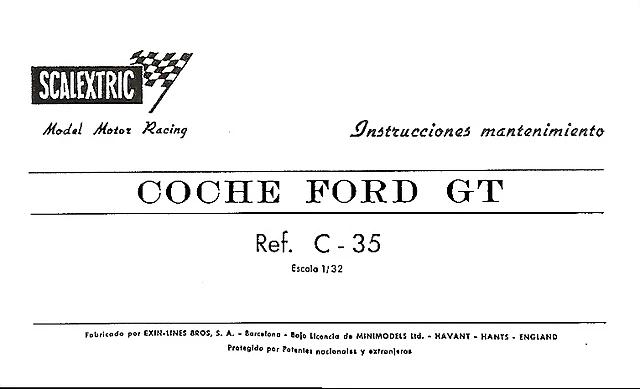 SCALEXTRIC
Model Motor Racing
Instrucciones mantenimiento
COCHE FORD GT
Ref. C - 35
Escala 1/32
Fabricado por EXIN-LINES BROS, S. A. - Barcelona - Bajo Licencia de MINIMODELS Ltd. - HAVANT - HANTS - ENGLAND
Protegido por Patentes nacionales y extranjeras